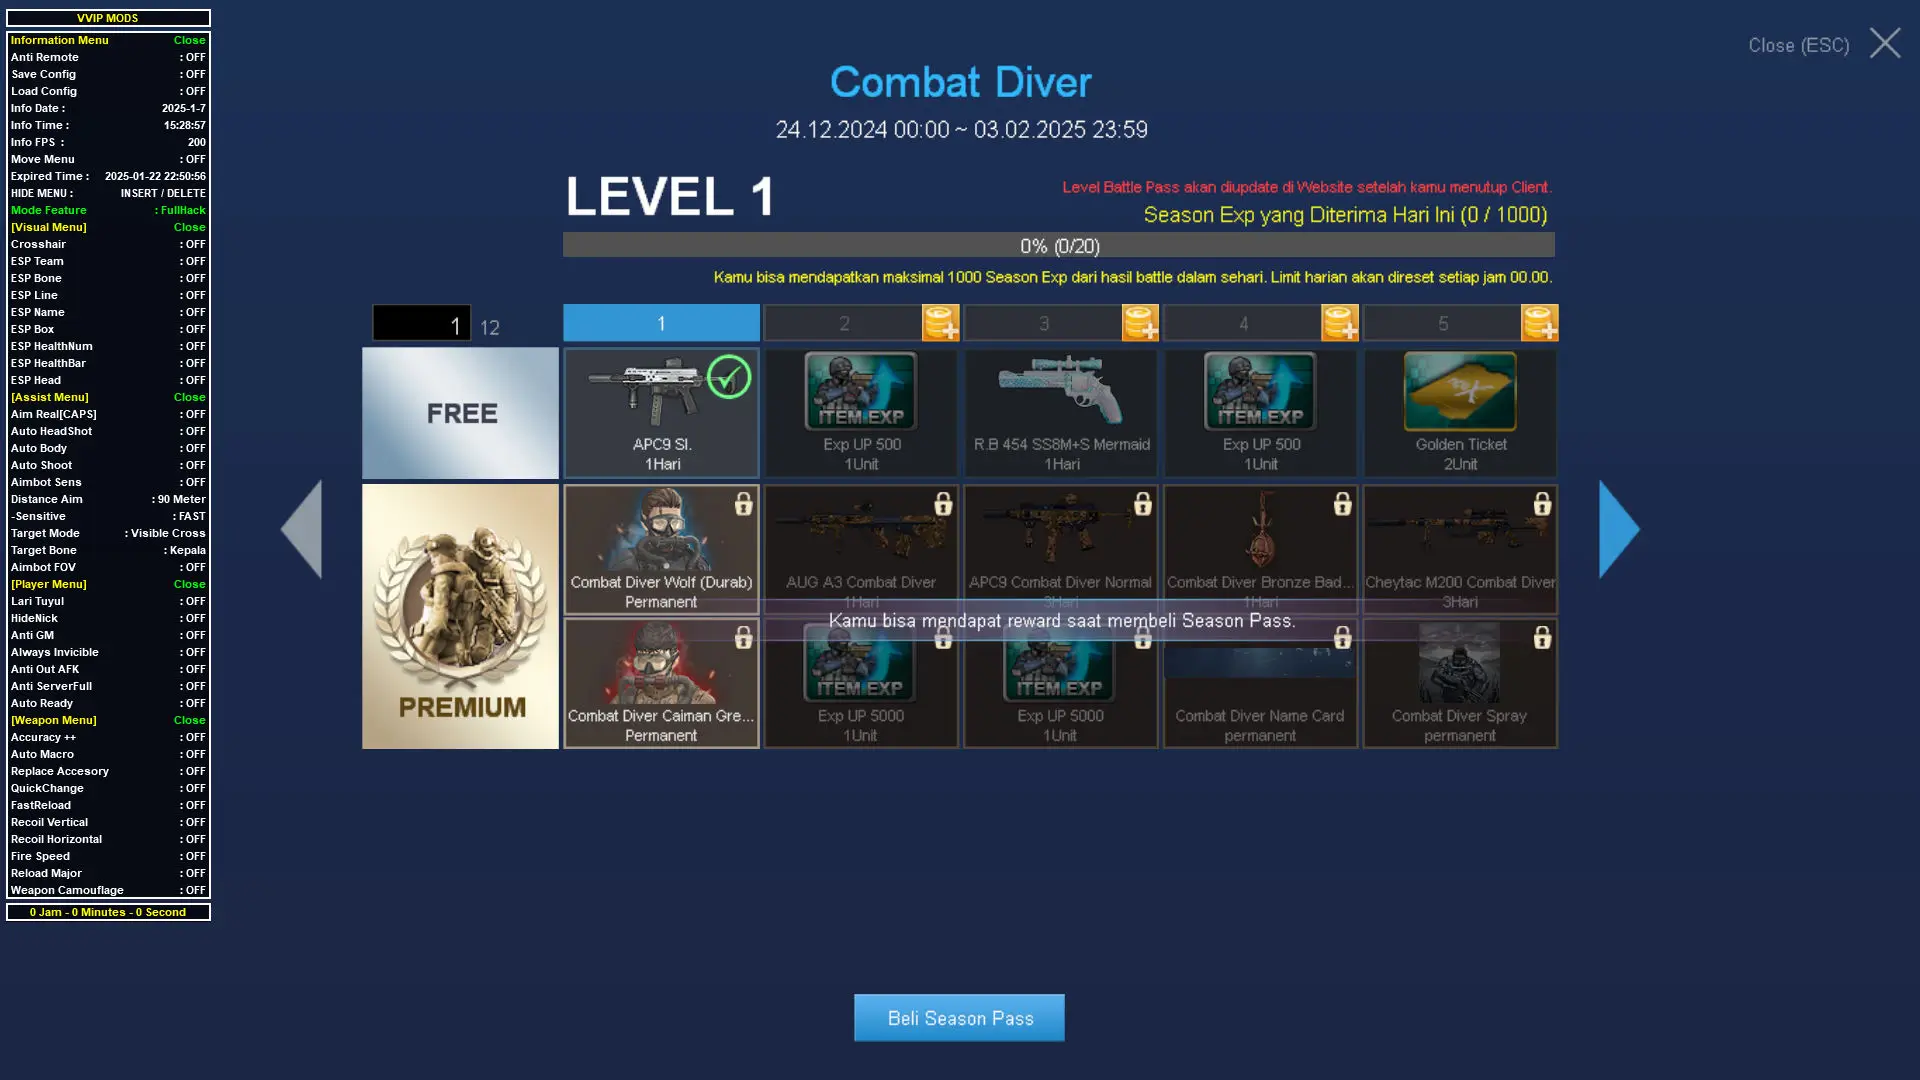 VVIP MODS
Information Menu Close
Anti Remote : OFF
Save Config : OFF
Load Config : OFF
Info Date : 2025-1-7
Info Time : 15:28:57
Info FPS : 200
Move Menu : OFF
Expired Time : 2025-01-22 22:50:56
HIDE MENU : INSERT / DELETE
Mode Feature : FullHack
[Visual Menu] Close
Crosshair : OFF
ESP Team : OFF
ESP Bone : OFF
ESP Line : OFF
ESP Name : OFF
ESP Box : OFF
ESP HealthNum : OFF
ESP HealthBar : OFF
ESP Head : OFF
[Assist Menu] Close
Aim Real[CAPS] : OFF
Auto HeadShot : OFF
Auto Body : OFF
Auto Shoot : OFF
Aimbot Sens : OFF
Distance Aim : 90 Meter
-Sensitive : FAST
Target Mode : Visible Cross
Target Bone : Kepala
Aimbot FOV : OFF
[Player Menu] Close
Lari Tuyul : OFF
HideNick : OFF
Anti GM : OFF
Always Invicible : OFF
Anti Out AFK : OFF
Anti ServerFull : OFF
Auto Ready : OFF
[Weapon Menu] Close
Accuracy ++ : OFF
Auto Macro : OFF
Replace Accesory : OFF
QuickChange : OFF
FastReload : OFF
Recoil Vertical : OFF
Recoil Horizontal : OFF
Fire Speed : OFF
Reload Major : OFF
Weapon Camouflage : OFF
0 Jam - 0 Minutes - 0 Second
Close (ESC)
Combat Diver
24.12.2024 00:00 ~ 03.02.2025 23:59
LEVEL 1
Level Battle Pass akan diupdate di Website setelah kamu menutup Client.
Season Exp yang Diterima Hari Ini (0 / 1000)
0% (0/20)
Kamu bisa mendapatkan maksimal 1000 Season Exp dari hasil battle dalam sehari. Limit harian akan direset setiap jam 00.00.
1 12
1 2 3 4 5
FREE
ITEM EXP ITEM EXP
APC9 SI. Exp UP 500 R.B 454 SS8M+S Mermaid Exp UP 500 Golden Ticket
1Hari 1Unit 1Hari 1Unit 2Unit
Combat Diver Wolf (Durab) AUG A3 Combat Diver APC9 Combat Diver Normal Combat Diver Bronze Bad... Cheytac M200 Combat Diver
Permanent 1Hari 3Hari 1Hari 3Hari
Kamu bisa mendapat reward saat membeli Season Pass.
ITEM EXP ITEM EXP
PREMIUM
Combat Diver Caiman Gre... Exp UP 5000 Exp UP 5000 Combat Diver Name Card Combat Diver Spray
Permanent 1Unit 1Unit permanent permanent
Beli Season Pass